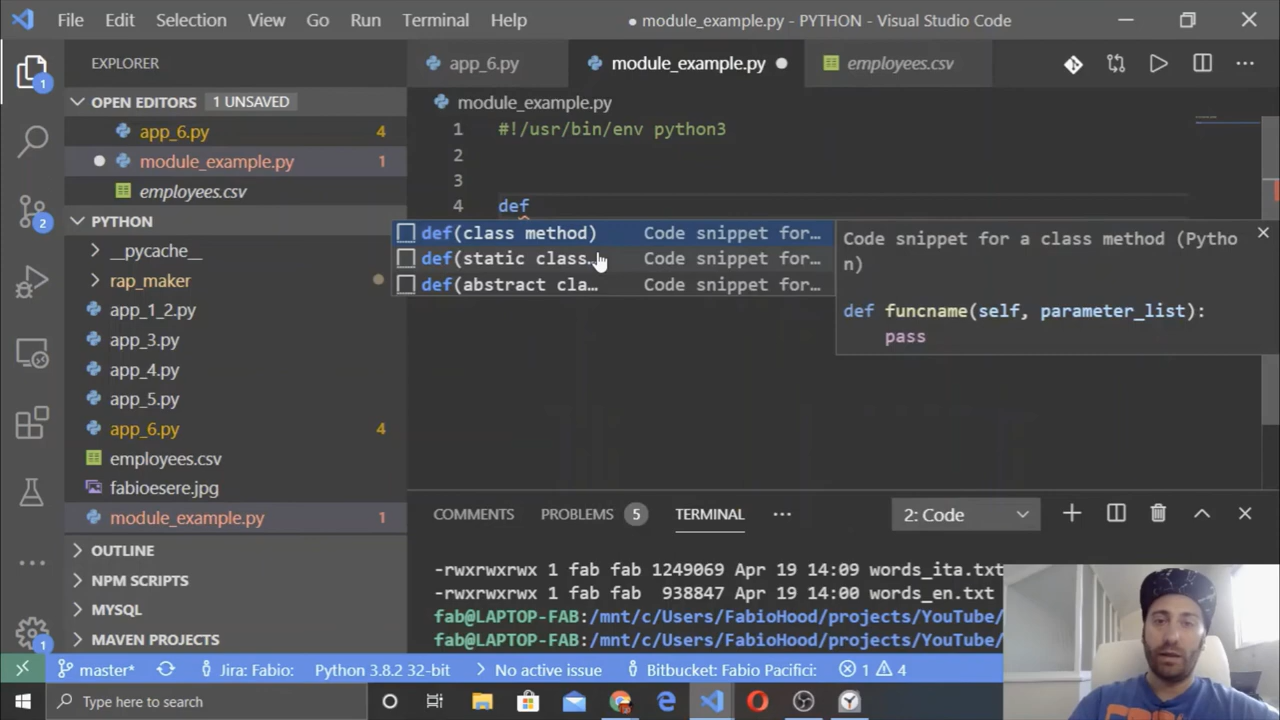 File Edit Selection View Go Run Terminal Help
● module_example.py - PYTHON - Visual Studio Code
EXPLORER
OPEN EDITORS 1 UNSAVED
app_6.py 4
module_example.py 1
employees.csv
PYTHON
__pycache__
rap_maker
app_1_2.py
app_3.py
app_4.py
app_5.py
app_6.py 4
employees.csv
fabioesere.jpg
module_example.py 1
OUTLINE
NPM SCRIPTS
MYSQL
MAVEN PROJECTS
1
2
1
app_6.py module_example.py employees.csv
module_example.py
1 #!/usr/bin/env python3
2
3
4 def
def(class method) Code snippet for…
def(static class… Code snippet for…
def(abstract cla… Code snippet for…
Code snippet for a class method (Pytho
n)
def funcname(self, parameter_list):
pass
COMMENTS PROBLEMS 5 TERMINAL ··· 2: Code
-rwxrwxrwx 1 fab fab 1249069 Apr 19 14:09 words_ita.txt
-rwxrwxrwx 1 fab fab 938847 Apr 19 14:00 words_en.txt
fab@LAPTOP-FAB:/mnt/c/Users/FabioHood/projects/YouTube/
fab@LAPTOP-FAB:/mnt/c/Users/FabioHood/projects/YouTube/
master* Jira: Fabio: Python 3.8.2 32-bit No active issue Bitbucket: Fabio Pacifici: 1 4
Type here to search